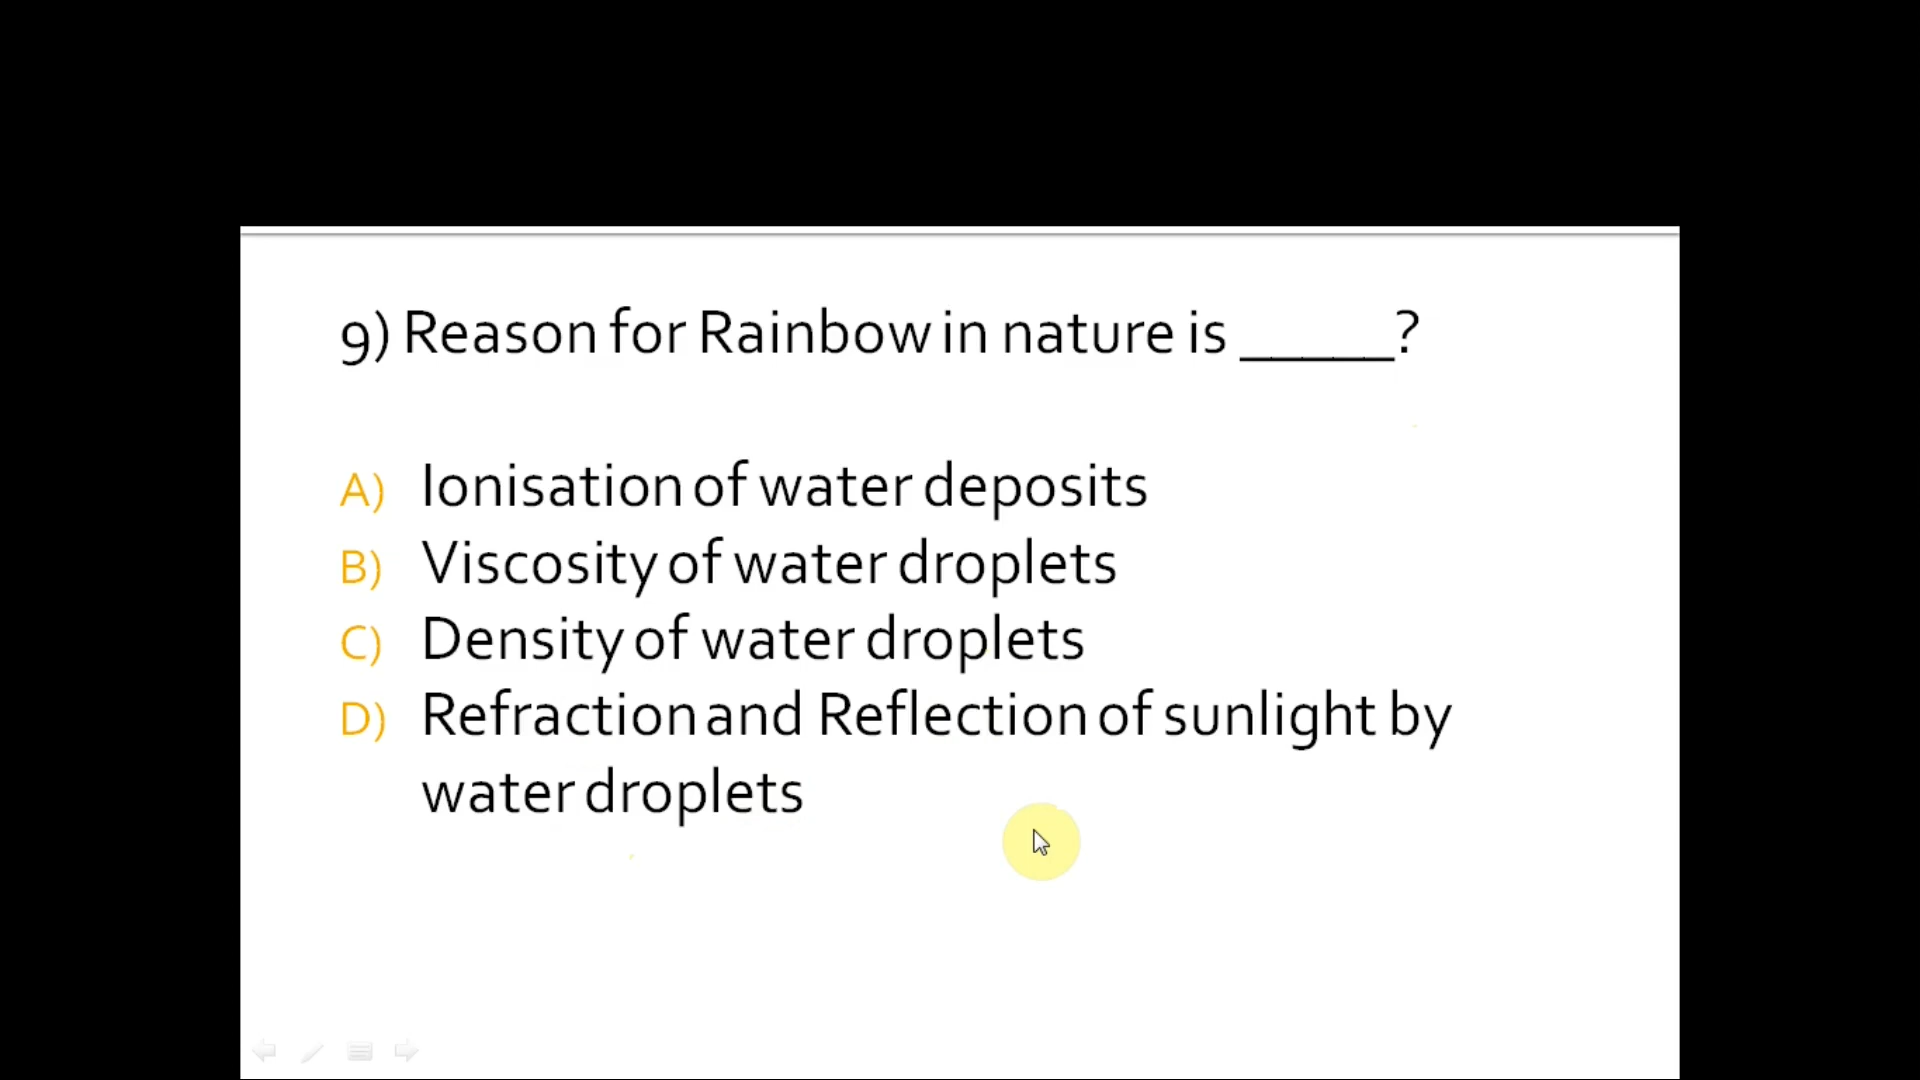 9) Reason for Rainbow in nature is _____?
A) Ionisation of water deposits
B) Viscosity of water droplets
C) Density of water droplets
D) Refraction and Reflection of sunlight by
water droplets